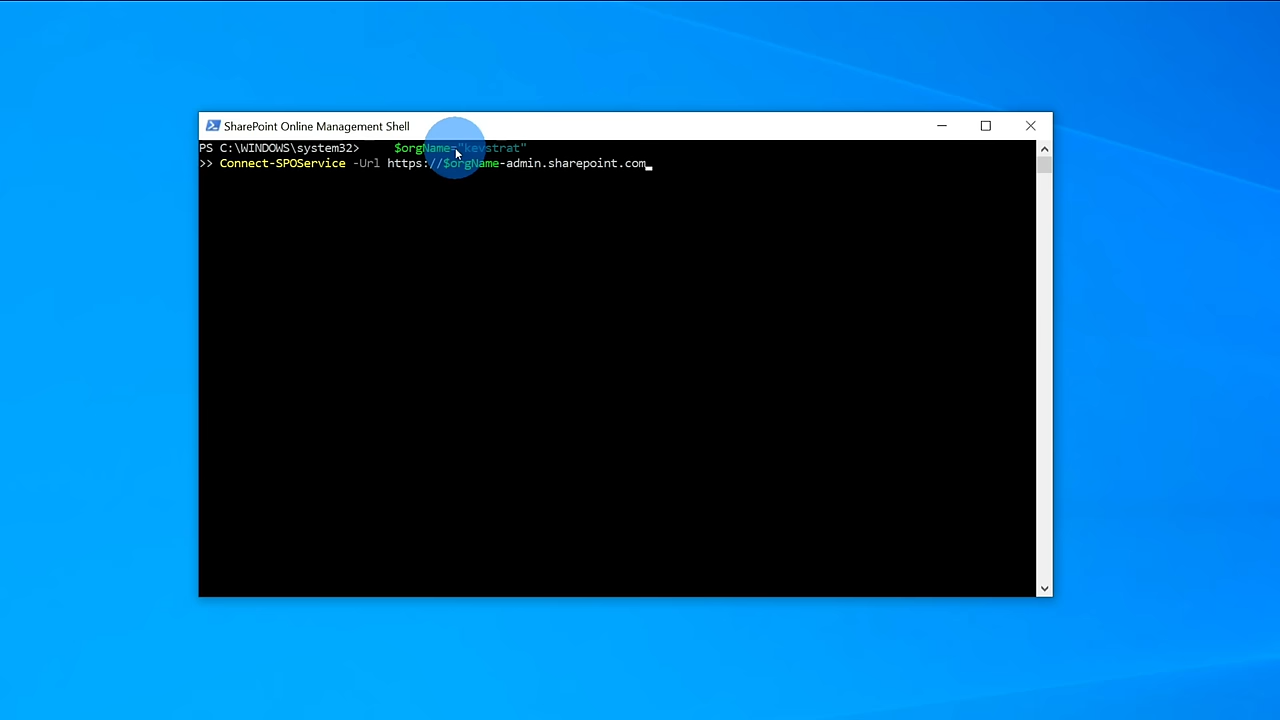 SharePoint Online Management Shell
PS C:\WINDOWS\system32>     $orgName="kevstrat"
>> Connect-SPOService -Url https://$orgName-admin.sharepoint.com